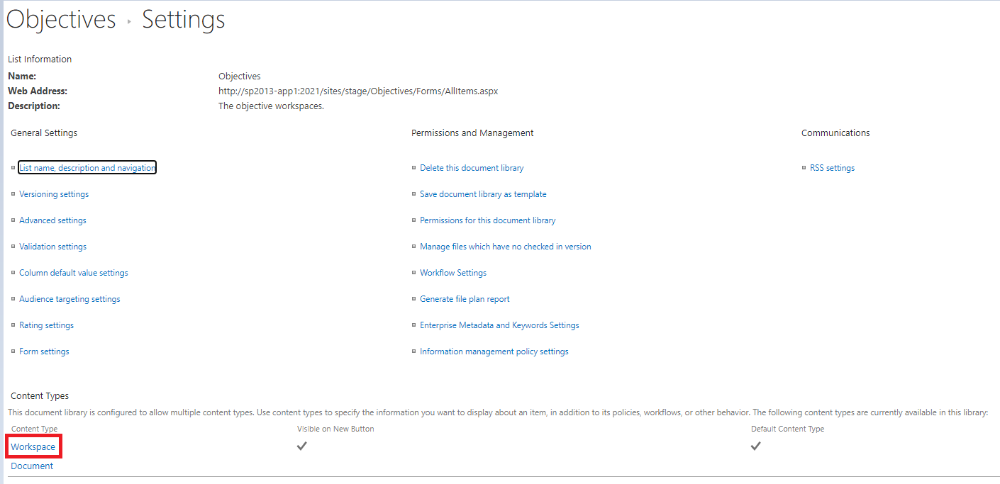 Objectives ▸ Settings
List Information
Name: Objectives
Web Address: http://sp2013-app1:2021/sites/stage/Objectives/Forms/AllItems.aspx
Description: The objective workspaces.
General Settings Permissions and Management Communications
List name, description and navigation Delete this document library RSS settings
Versioning settings Save document library as template
Advanced settings Permissions for this document library
Validation settings Manage files which have no checked in version
Column default value settings Workflow Settings
Audience targeting settings Generate file plan report
Rating settings Enterprise Metadata and Keywords Settings
Form settings Information management policy settings
Content Types
This document library is configured to allow multiple content types. Use content types to specify the information you want to display about an item, in addition to its policies, workflows, or other behavior. The following content types are currently available in this library:
Content Type Visible on New Button Default Content Type
Workspace ✓ ✓
Document